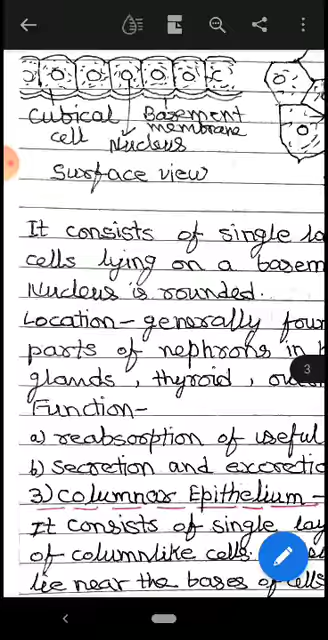 Cubical
cell
Basement
membrane
Nucleus
Surface view
It consists of single la
cells lying on a basem
Nucleus is rounded.
Location - generally four
parts of nephrons in
glands, thyroid,
3
Function -
a) reabsorption of useful
b) secretion and excretio
3) Columnar Epithelium -
It consists of single lay
of columnlike cells.
lie near the bases of cells